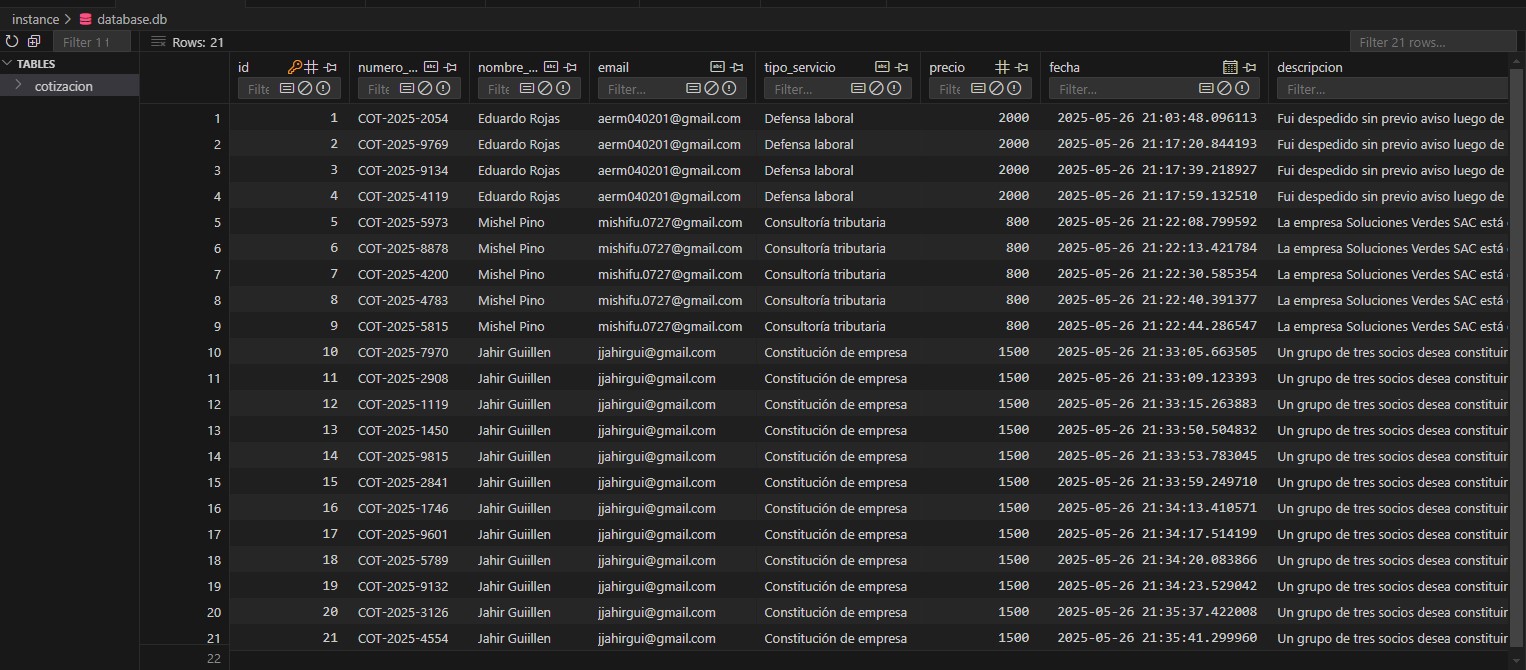 instance > database.db
Filter 1 t Rows: 21 Filter 21 rows...
TABLES
cotizacion
id numero_... nombre_... email tipo_servicio precio fecha descripcion
Filte Filte Filte Filter... Filter... Filte Filter... Filter...
1 1 COT-2025-2054 Eduardo Rojas aerm040201@gmail.com Defensa laboral 2000 2025-05-26 21:03:48.096113 Fui despedido sin previo aviso luego de
2 2 COT-2025-9769 Eduardo Rojas aerm040201@gmail.com Defensa laboral 2000 2025-05-26 21:17:20.844193 Fui despedido sin previo aviso luego de
3 3 COT-2025-9134 Eduardo Rojas aerm040201@gmail.com Defensa laboral 2000 2025-05-26 21:17:39.218927 Fui despedido sin previo aviso luego de
4 4 COT-2025-4119 Eduardo Rojas aerm040201@gmail.com Defensa laboral 2000 2025-05-26 21:17:59.132510 Fui despedido sin previo aviso luego de
5 5 COT-2025-5973 Mishel Pino mishifu.0727@gmail.com Consultoría tributaria 800 2025-05-26 21:22:08.799592 La empresa Soluciones Verdes SAC está
6 6 COT-2025-8878 Mishel Pino mishifu.0727@gmail.com Consultoría tributaria 800 2025-05-26 21:22:13.421784 La empresa Soluciones Verdes SAC está
7 7 COT-2025-4200 Mishel Pino mishifu.0727@gmail.com Consultoría tributaria 800 2025-05-26 21:22:30.585354 La empresa Soluciones Verdes SAC está
8 8 COT-2025-4783 Mishel Pino mishifu.0727@gmail.com Consultoría tributaria 800 2025-05-26 21:22:40.391377 La empresa Soluciones Verdes SAC está
9 9 COT-2025-5815 Mishel Pino mishifu.0727@gmail.com Consultoría tributaria 800 2025-05-26 21:22:44.286547 La empresa Soluciones Verdes SAC está
10 10 COT-2025-7970 Jahir Guiillen jjahirgui@gmail.com Constitución de empresa 1500 2025-05-26 21:33:05.663505 Un grupo de tres socios desea constituir
11 11 COT-2025-2908 Jahir Guiillen jjahirgui@gmail.com Constitución de empresa 1500 2025-05-26 21:33:09.123393 Un grupo de tres socios desea constituir
12 12 COT-2025-1119 Jahir Guiillen jjahirgui@gmail.com Constitución de empresa 1500 2025-05-26 21:33:15.263883 Un grupo de tres socios desea constituir
13 13 COT-2025-1450 Jahir Guiillen jjahirgui@gmail.com Constitución de empresa 1500 2025-05-26 21:33:50.504832 Un grupo de tres socios desea constituir
14 14 COT-2025-9815 Jahir Guiillen jjahirgui@gmail.com Constitución de empresa 1500 2025-05-26 21:33:53.783045 Un grupo de tres socios desea constituir
15 15 COT-2025-2841 Jahir Guiillen jjahirgui@gmail.com Constitución de empresa 1500 2025-05-26 21:33:59.249710 Un grupo de tres socios desea constituir
16 16 COT-2025-1746 Jahir Guiillen jjahirgui@gmail.com Constitución de empresa 1500 2025-05-26 21:34:13.410571 Un grupo de tres socios desea constituir
17 17 COT-2025-9601 Jahir Guiillen jjahirgui@gmail.com Constitución de empresa 1500 2025-05-26 21:34:17.514199 Un grupo de tres socios desea constituir
18 18 COT-2025-5789 Jahir Guiillen jjahirgui@gmail.com Constitución de empresa 1500 2025-05-26 21:34:20.083866 Un grupo de tres socios desea constituir
19 19 COT-2025-9132 Jahir Guiillen jjahirgui@gmail.com Constitución de empresa 1500 2025-05-26 21:34:23.529042 Un grupo de tres socios desea constituir
20 20 COT-2025-3126 Jahir Guiillen jjahirgui@gmail.com Constitución de empresa 1500 2025-05-26 21:35:37.422008 Un grupo de tres socios desea constituir
21 21 COT-2025-4554 Jahir Guiillen jjahirgui@gmail.com Constitución de empresa 1500 2025-05-26 21:35:41.299960 Un grupo de tres socios desea constituir
22